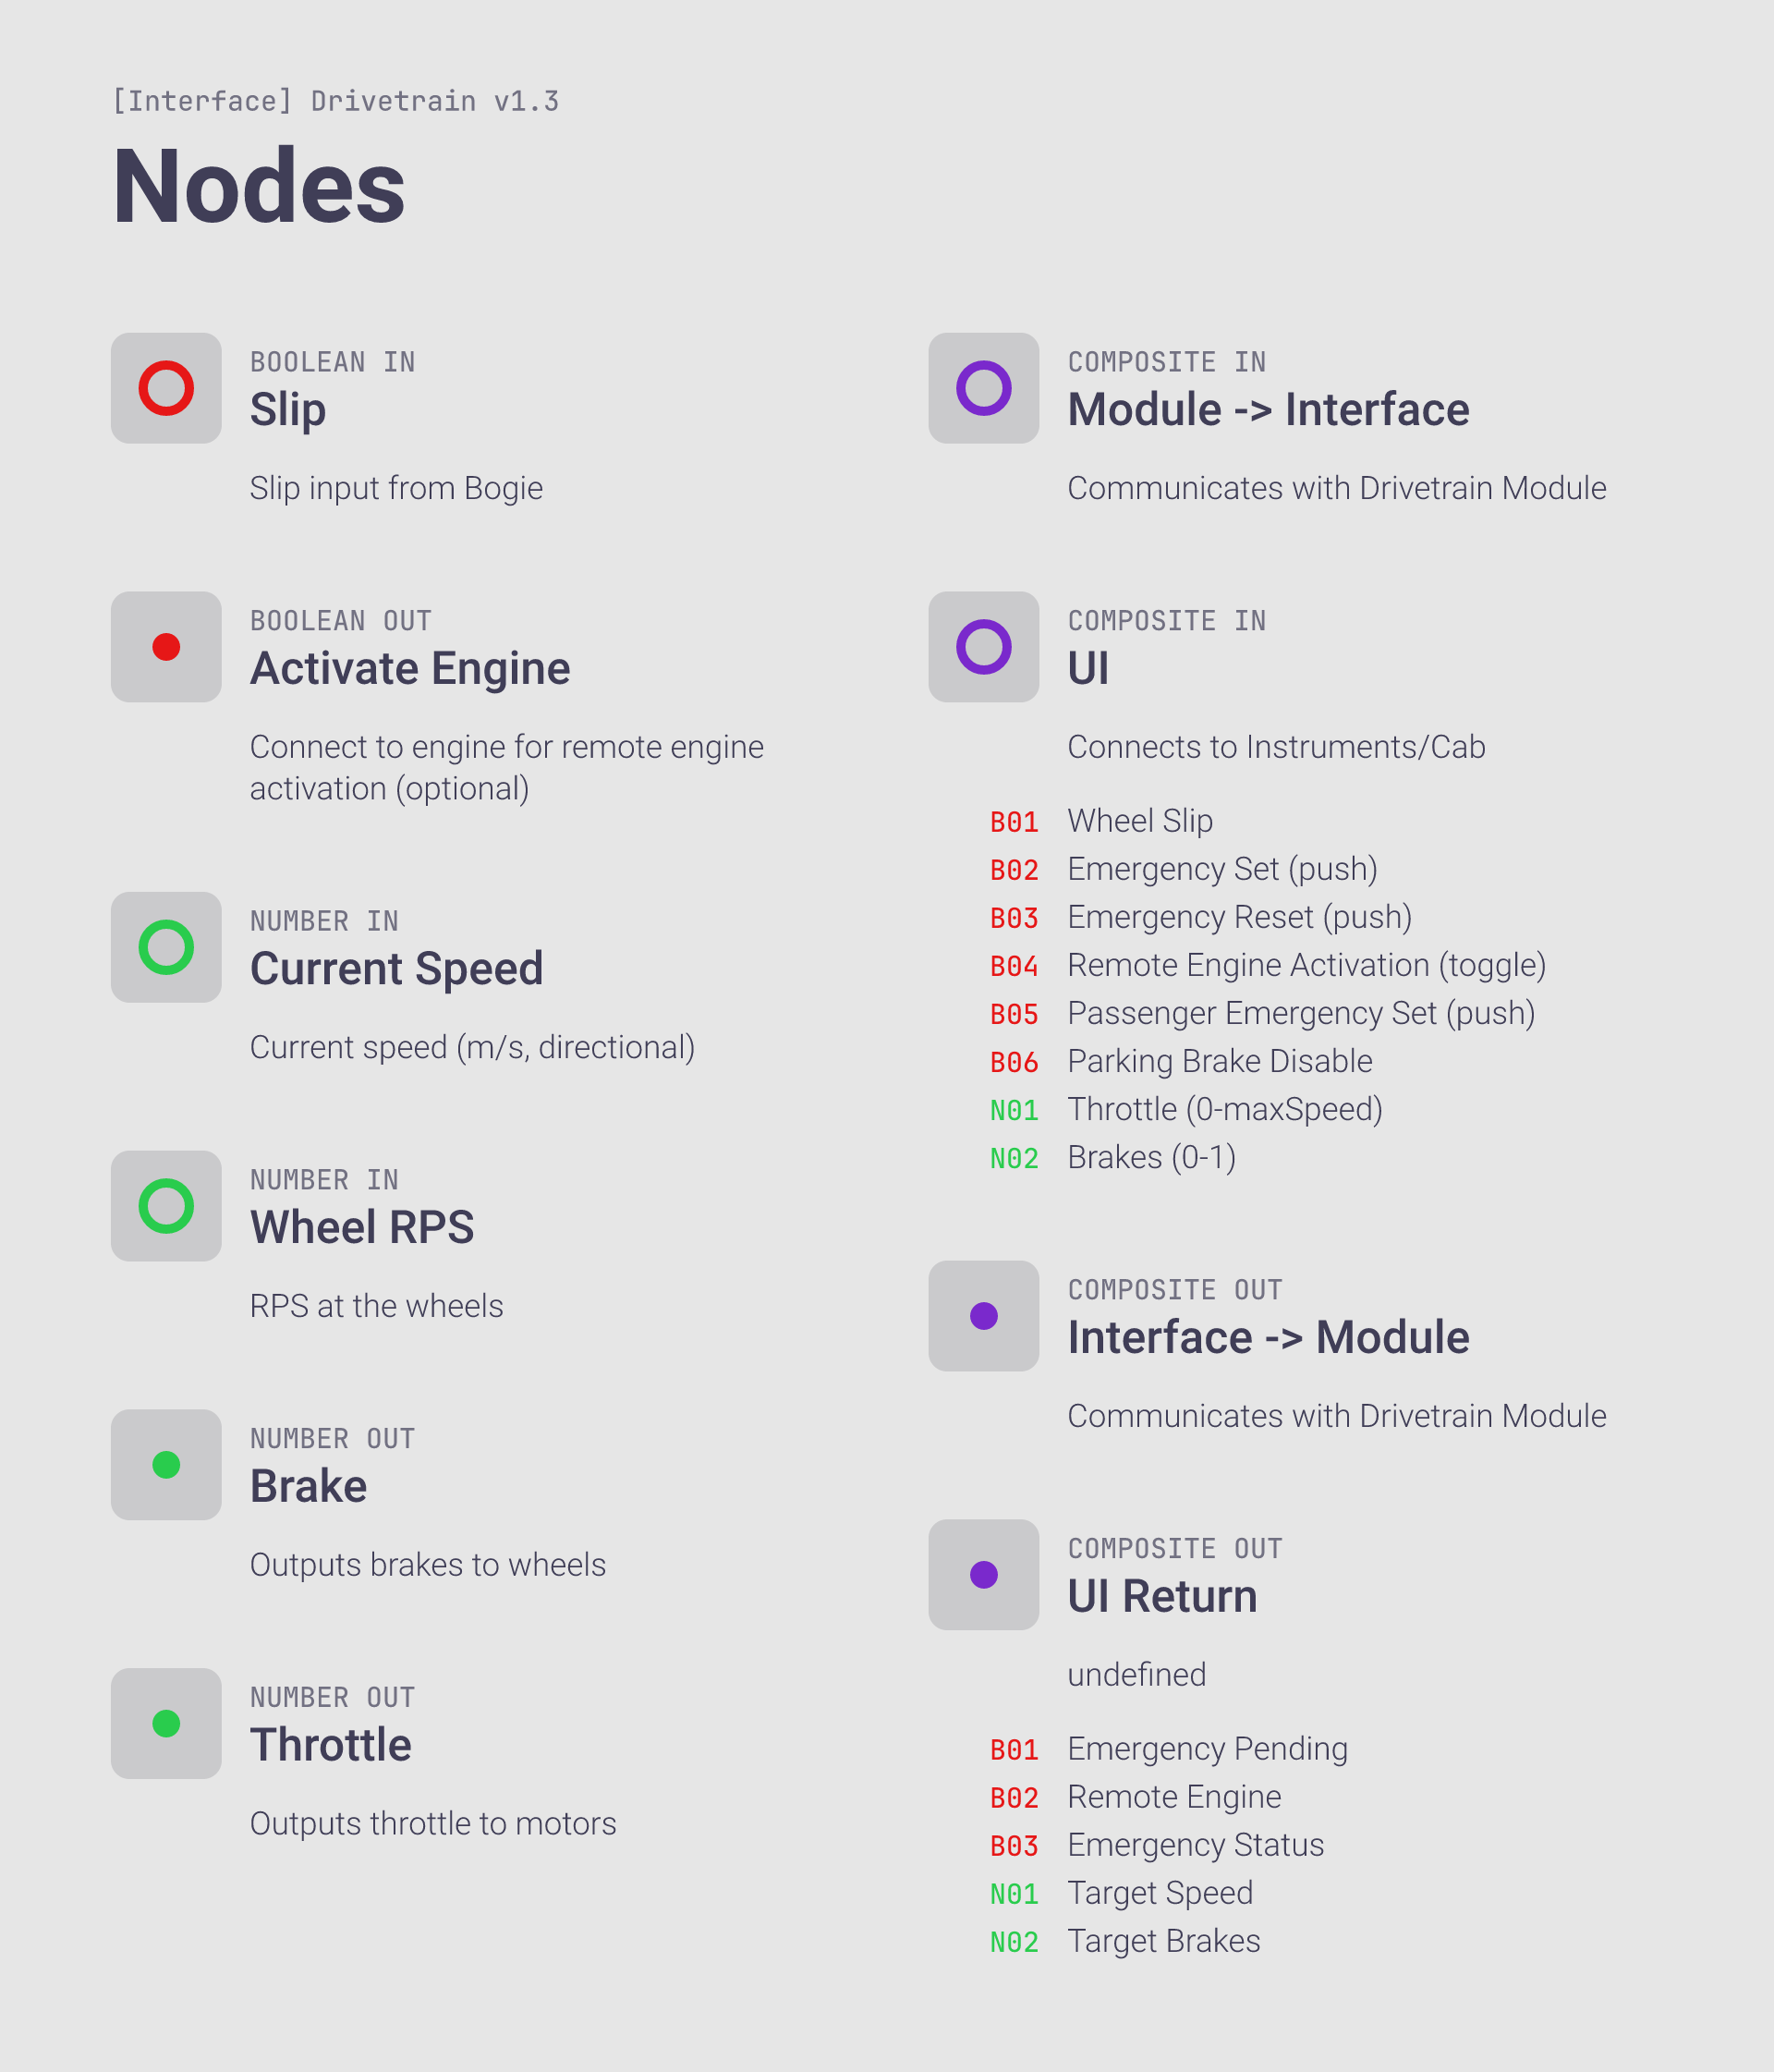 [Interface] Drivetrain v1.3
Nodes
BOOLEAN IN
Slip
Slip input from Bogie
BOOLEAN OUT
Activate Engine
Connect to engine for remote engine
activation (optional)
NUMBER IN
Current Speed
Current speed (m/s, directional)
NUMBER IN
Wheel RPS
RPS at the wheels
NUMBER OUT
Brake
Outputs brakes to wheels
NUMBER OUT
Throttle
Outputs throttle to motors
COMPOSITE IN
Module -> Interface
Communicates with Drivetrain Module
COMPOSITE IN
UI
Connects to Instruments/Cab
B01 Wheel Slip
B02 Emergency Set (push)
B03 Emergency Reset (push)
B04 Remote Engine Activation (toggle)
B05 Passenger Emergency Set (push)
B06 Parking Brake Disable
N01 Throttle (0-maxSpeed)
N02 Brakes (0-1)
COMPOSITE OUT
Interface -> Module
Communicates with Drivetrain Module
COMPOSITE OUT
UI Return
undefined
B01 Emergency Pending
B02 Remote Engine
B03 Emergency Status
N01 Target Speed
N02 Target Brakes